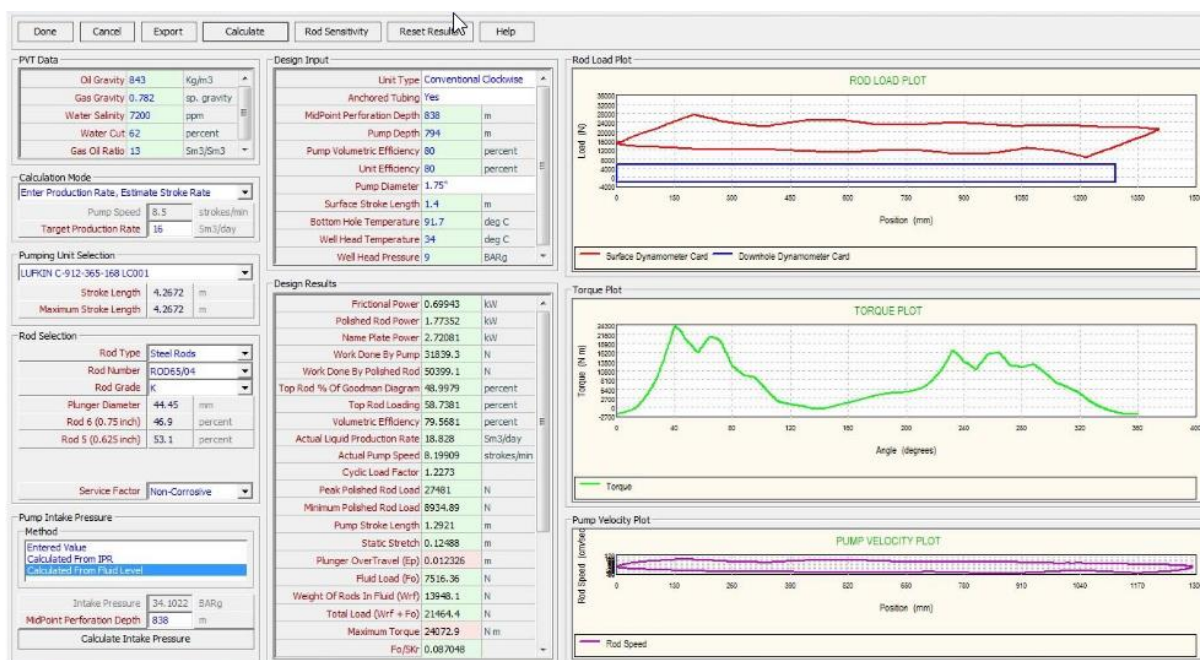 Done Cancel Export Calculate Rod Sensitivity Reset Results Help
PVT Data
Oil Gravity 843 Kg/m3
Gas Gravity 0.782 sp. gravity
Water Salinity 7200 ppm
Water Cut 62 percent
Gas Oil Ratio 13 Sm3/Sm3
Calculation Mode
Enter Production Rate, Estimate Stroke Rate
Pump Speed 8.5 strokes/min
Target Production Rate 16 Sm3/day
Pumping Unit Selection
LUFKIN C-912-365-168 LC001
Stroke Length 4.2672 m
Maximum Stroke Length 4.2672 m
Rod Selection
Rod Type Steel Rods
Rod Number ROD65/04
Rod Grade K
Plunger Diameter 44.45 mm
Rod 6 (0.75 inch) 46.9 percent
Rod 5 (0.625 inch) 53.1 percent
Service Factor Non-Corrosive
Pump Intake Pressure
Method
Entered Value
Calculated From IPR
Calculated From Fluid Level
Intake Pressure 34.1022 BARg
MidPoint Perforation Depth 838 m
Calculate Intake Pressure
Design Input
Unit Type Conventional Clockwise
Anchored Tubing Yes
MidPoint Perforation Depth 838 m
Pump Depth 794 m
Pump Volumetric Efficiency 80 percent
Unit Efficiency 80 percent
Pump Diameter 1.75"
Surface Stroke Length 1.4 m
Bottom Hole Temperature 91.7 deg C
Well Head Temperature 34 deg C
Well Head Pressure 9 BARg
Design Results
Frictional Power 0.69943 kW
Polished Rod Power 1.77352 kW
Name Plate Power 2.72081 kW
Work Done By Pump 31839.3 N
Work Done By Polished Rod 50399.1 N
Top Rod % Of Goodman Diagram 48.9979 percent
Top Rod Loading 58.7381 percent
Volumetric Efficiency 79.5681 percent
Actual Liquid Production Rate 18.828 Sm3/day
Actual Pump Speed 8.19909 strokes/min
Cyclic Load Factor 1.2273
Peak Polished Rod Load 27481 N
Minimum Polished Rod Load 8934.89 N
Pump Stroke Length 1.2921 m
Static Stretch 0.12488 m
Plunger OverTravel (Ep) 0.012326 m
Fluid Load (Fo) 7516.36 N
Weight Of Rods In Fluid (Wrf) 13948.1 N
Total Load (Wrf + Fo) 21464.4 N
Maximum Torque 24072.9 N m
Fo/SKr 0.087048
Rod Load Plot
ROD LOAD PLOT
Load (N)
Position (mm)
Surface Dynamometer Card Downhole Dynamometer Card
Torque Plot
TORQUE PLOT
Torque (N m)
0 40 80 120 160 200 240 280 320 360 400
Angle (degrees)
Torque
Pump Velocity Plot
PUMP VELOCITY PLOT
Rod Speed (cm/sec)
Position (mm)
Rod Speed